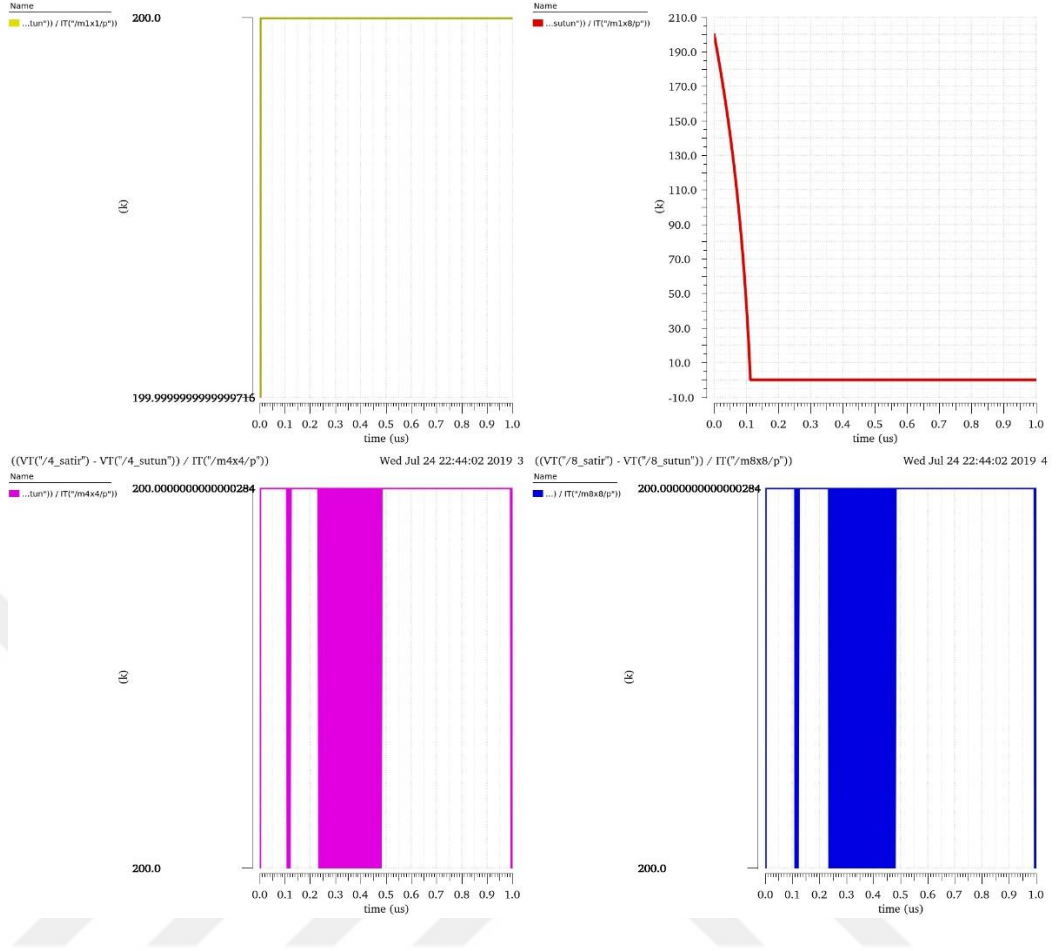 Name
...tun")) / IT("/m1x1/p"))
200.0
(k)
199.9999999999999716
0.0 0.1 0.2 0.3 0.4 0.5 0.6 0.7 0.8 0.9 1.0
time (us)
Name
...sutun")) / IT("/m1x8/p"))
210.0
190.0
170.0
150.0
130.0
110.0
(k)
90.0
70.0
50.0
30.0
10.0
-10.0
0.0 0.1 0.2 0.3 0.4 0.5 0.6 0.7 0.8 0.9 1.0
time (us)
((VT("/4_satir") - VT("/4_sutun")) / IT("/m4x4/p")) Wed Jul 24 22:44:02 2019 3
Name
...tun")) / IT("/m4x4/p"))
200.0000000000000284
(k)
200.0
0.0 0.1 0.2 0.3 0.4 0.5 0.6 0.7 0.8 0.9 1.0
time (us)
((VT("/8_satir") - VT("/8_sutun")) / IT("/m8x8/p")) Wed Jul 24 22:44:02 2019 4
Name
...) / IT("/m8x8/p"))
200.0000000000000284
(k)
200.0
0.0 0.1 0.2 0.3 0.4 0.5 0.6 0.7 0.8 0.9 1.0
time (us)